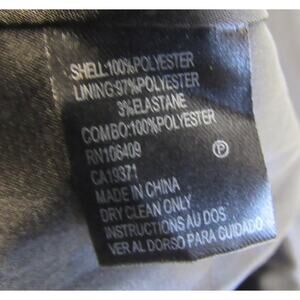 SHELL:100%POLYESTER
LINING:97%POLYESTER
3%ELASTANE
COMBO:100%POLYESTER
RN106409
P
CA19371
MADE IN CHINA
DRY CLEAN ONLY
INSTRUCTIONS AU DOS
VER AL DORSO PARA CUIDADO